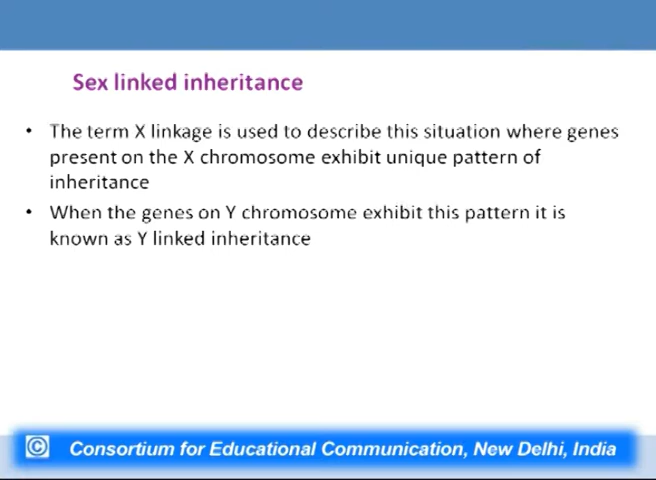 Sex linked inheritance
• The term X linkage is used to describe this situation where genes
present on the X chromosome exhibit unique pattern of
inheritance
• When the genes on Y chromosome exhibit this pattern it is
known as Y linked inheritance
© Consortium for Educational Communication, New Delhi, India